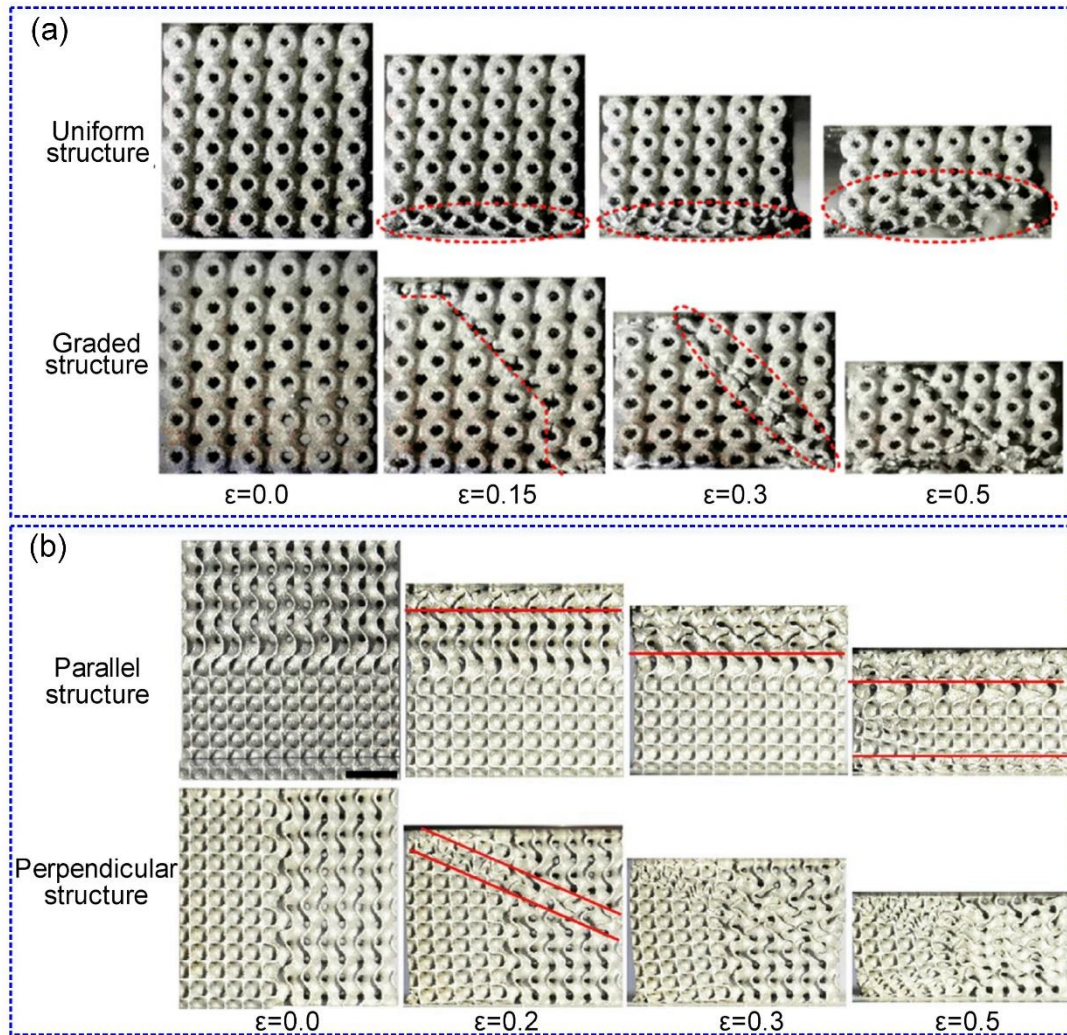 (a)
Uniform
structure
Graded
structure
ε=0.0 ε=0.15 ε=0.3 ε=0.5
(b)
Parallel
structure
Perpendicular
structure
ε=0.0 ε=0.2 ε=0.3 ε=0.5